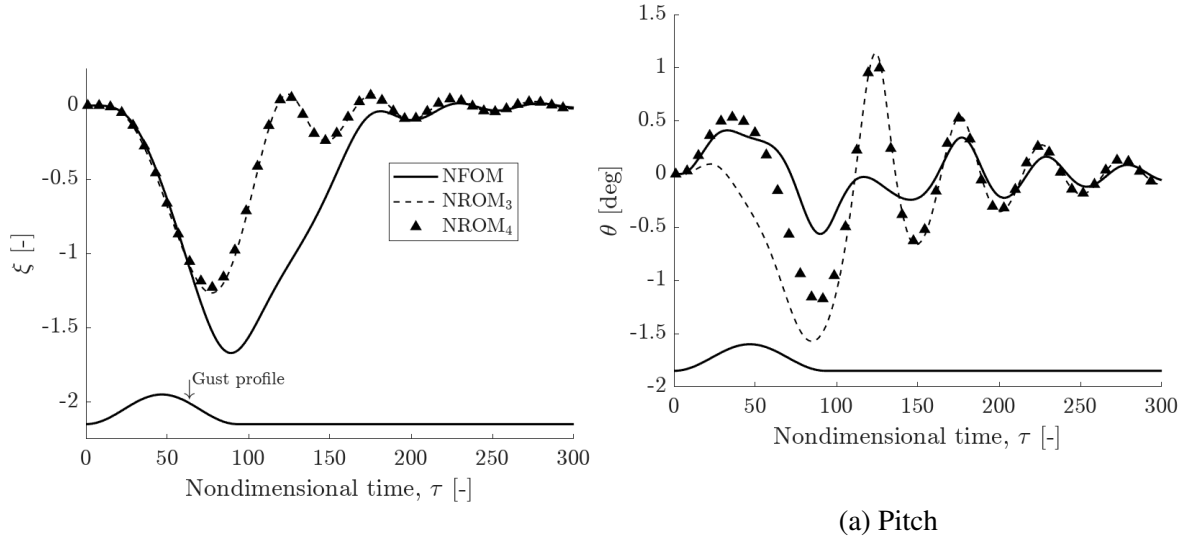 0
-0.5
-1
-1.5
-2
ξ [-]
NFOM
NROM₃
NROM₄
Gust profile
0 50 100 150 200 250 300
Nondimensional time, τ [-]
1.5
1
0.5
0
-0.5
-1
-1.5
-2
θ [deg]
0 50 100 150 200 250 300
Nondimensional time, τ [-]
(a) Pitch